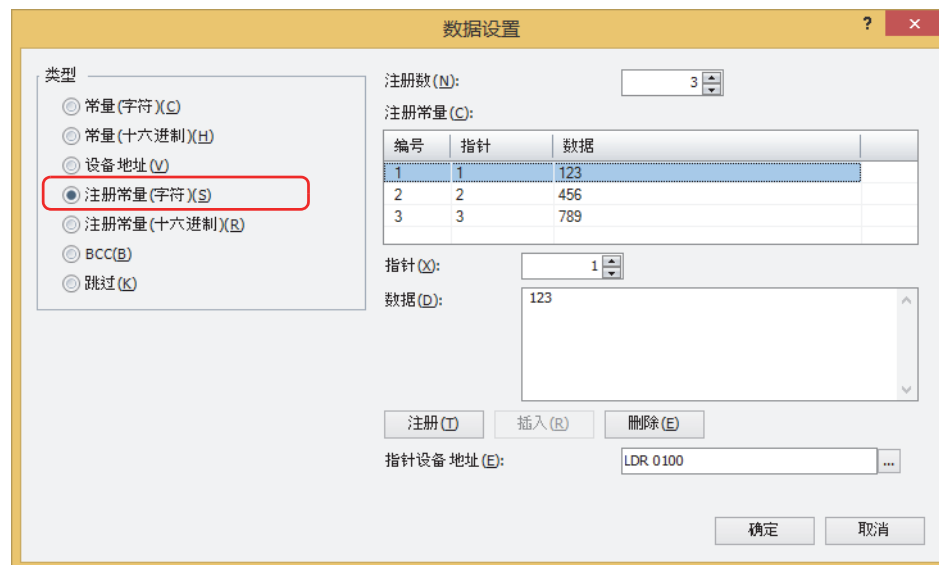 数据设置
? ×
类型
常量(字符)(C)
常量(十六进制)(H)
设备地址(V)
注册常量(字符)(S)
注册常量(十六进制)(R)
BCC(B)
跳过(K)
注册数(N): 3
注册常量(C):
编号 指针 数据
1 1 123
2 2 456
3 3 789
指针(X): 1
数据(D): 123
注册(T) 插入(R) 删除(E)
指针设备地址(E): LDR 0100 ...
确定 取消